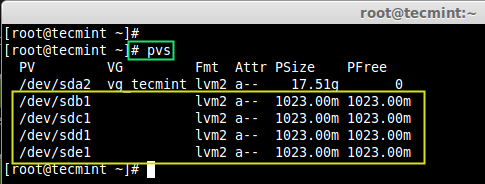 root@tecmint:~
[root@tecmint ~]#
[root@tecmint ~]# pvs
PV VG Fmt Attr PSize PFree
/dev/sda2 vg_tecmint lvm2 a-- 17.51g 0
/dev/sdb1 lvm2 a-- 1023.00m 1023.00m
/dev/sdc1 lvm2 a-- 1023.00m 1023.00m
/dev/sdd1 lvm2 a-- 1023.00m 1023.00m
/dev/sde1 lvm2 a-- 1023.00m 1023.00m
[root@tecmint ~]#